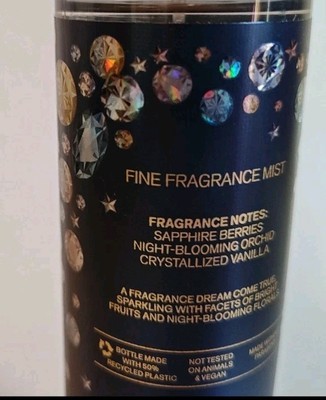 FINE FRAGRANCE MIST
FRAGRANCE NOTES:
SAPPHIRE BERRIES
NIGHT-BLOOMING ORCHID
CRYSTALLIZED VANILLA
A FRAGRANCE DREAM COME TRUE,
SPARKLING WITH FACETS OF BRIGHT
FRUITS AND NIGHT-BLOOMING FLORALS.
BOTTLE MADE
WITH 50%
RECYCLED PLASTIC
NOT TESTED
ON ANIMALS
& VEGAN
MADE